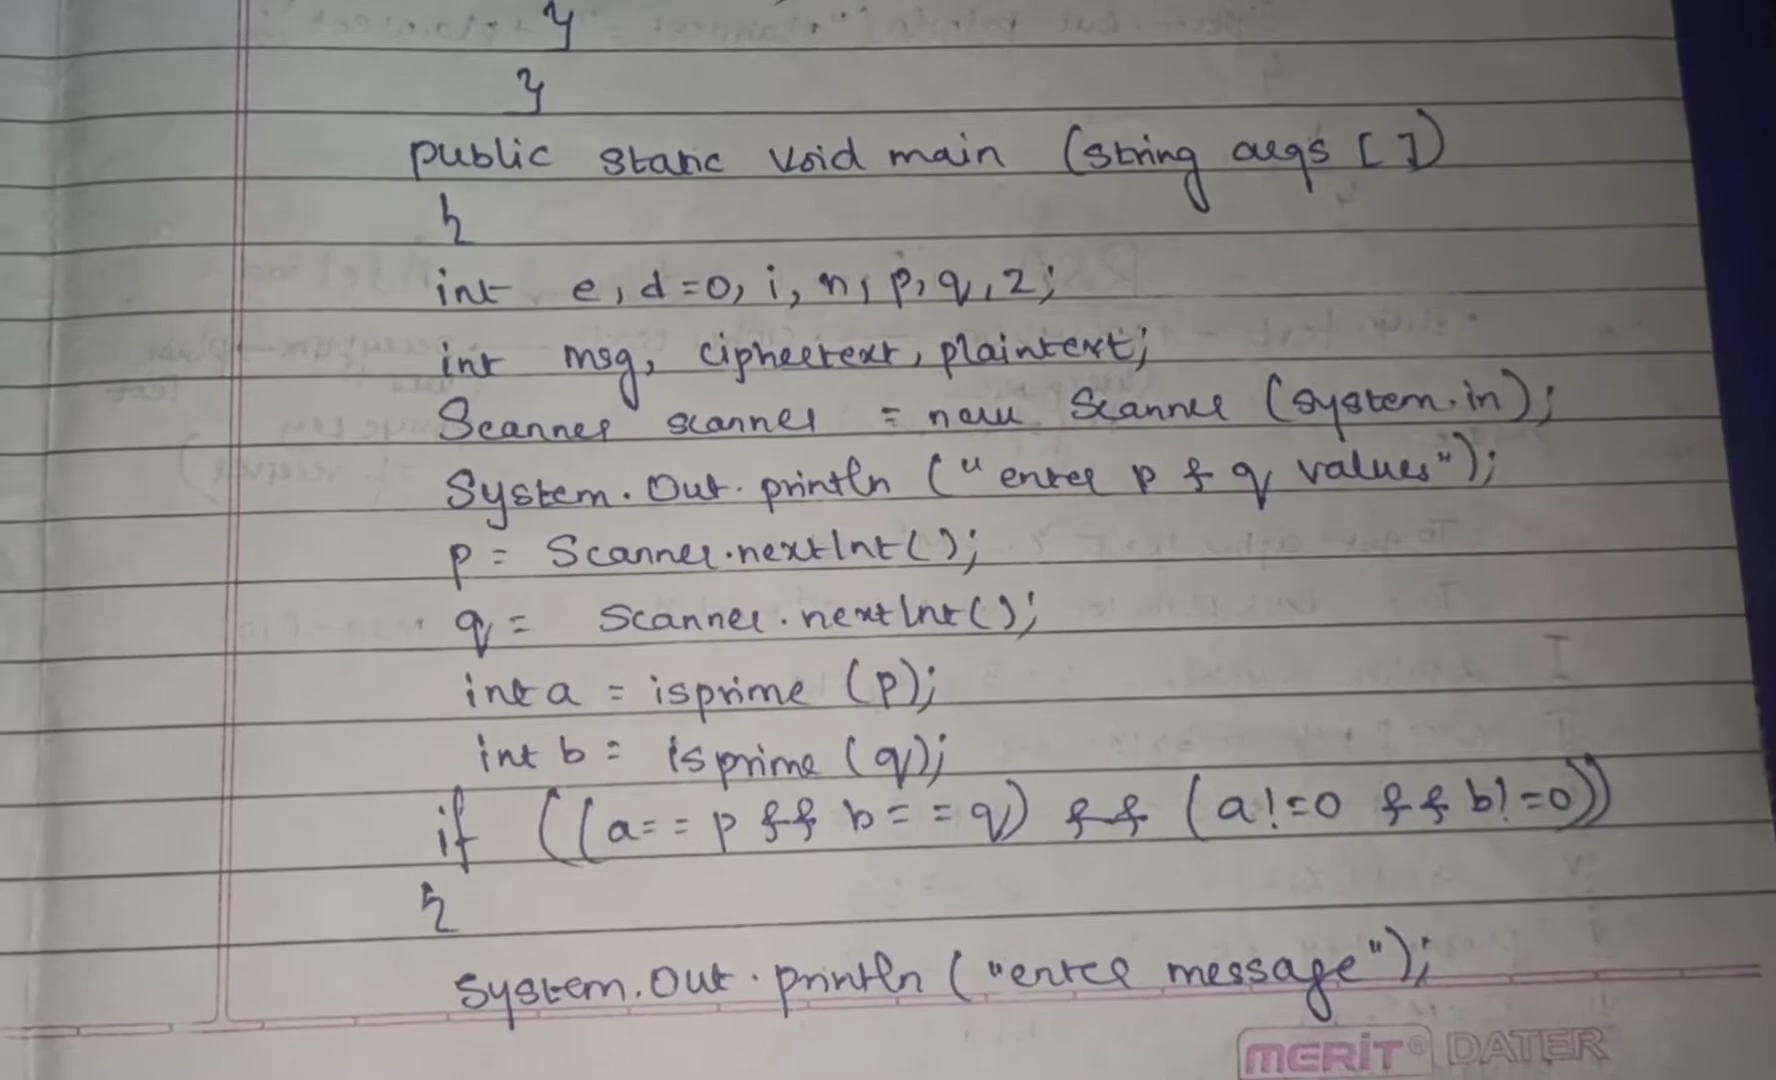 }
}
public static void main (string args [ ])
{
int e, d=0, i, n, p, q, z;
int msg, ciphertext, plaintext;
Scanner scanner = new Scanner (system.in);
System.Out.println ("enter p & q values");
p = Scanner.nextInt();
q = Scanner.nextInt();
int a = isprime (p);
int b = isprime (q);
if ((a==p && b==q) && (a!=0 && b!=0))
{
System.Out.println ("enter message");
MERIT® DATER